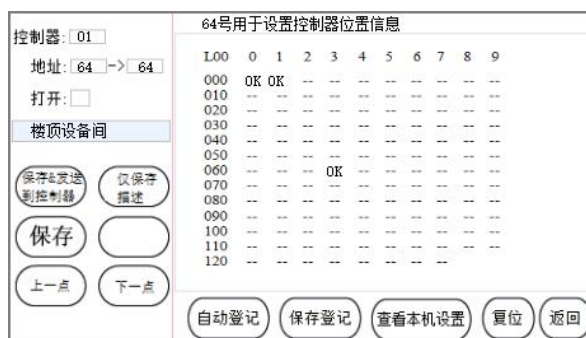 64号用于设置控制器位置信息
控制器: 01
地址: 64 -> 64
打开:
楼顶设备间
保存&发送
到控制器
仅保存
描述
保存
上一点
下一点
L00 0 1 2 3 4 5 6 7 8 9
000 OK OK -- -- -- -- -- -- -- --
010 -- -- -- -- -- -- -- -- -- --
020 -- -- -- -- -- -- -- -- -- --
030 -- -- -- -- -- -- -- -- -- --
040 -- -- -- -- -- -- -- -- -- --
050 -- -- -- -- -- -- -- -- -- --
060 -- -- -- OK -- -- -- -- -- --
070 -- -- -- -- -- -- -- -- -- --
080 -- -- -- -- -- -- -- -- -- --
090 -- -- -- -- -- -- -- -- -- --
100 -- -- -- -- -- -- -- -- -- --
110 -- -- -- -- -- -- -- -- -- --
120 -- -- -- -- -- -- -- --
自动登记 保存登记 查看本机设置 复位 返回